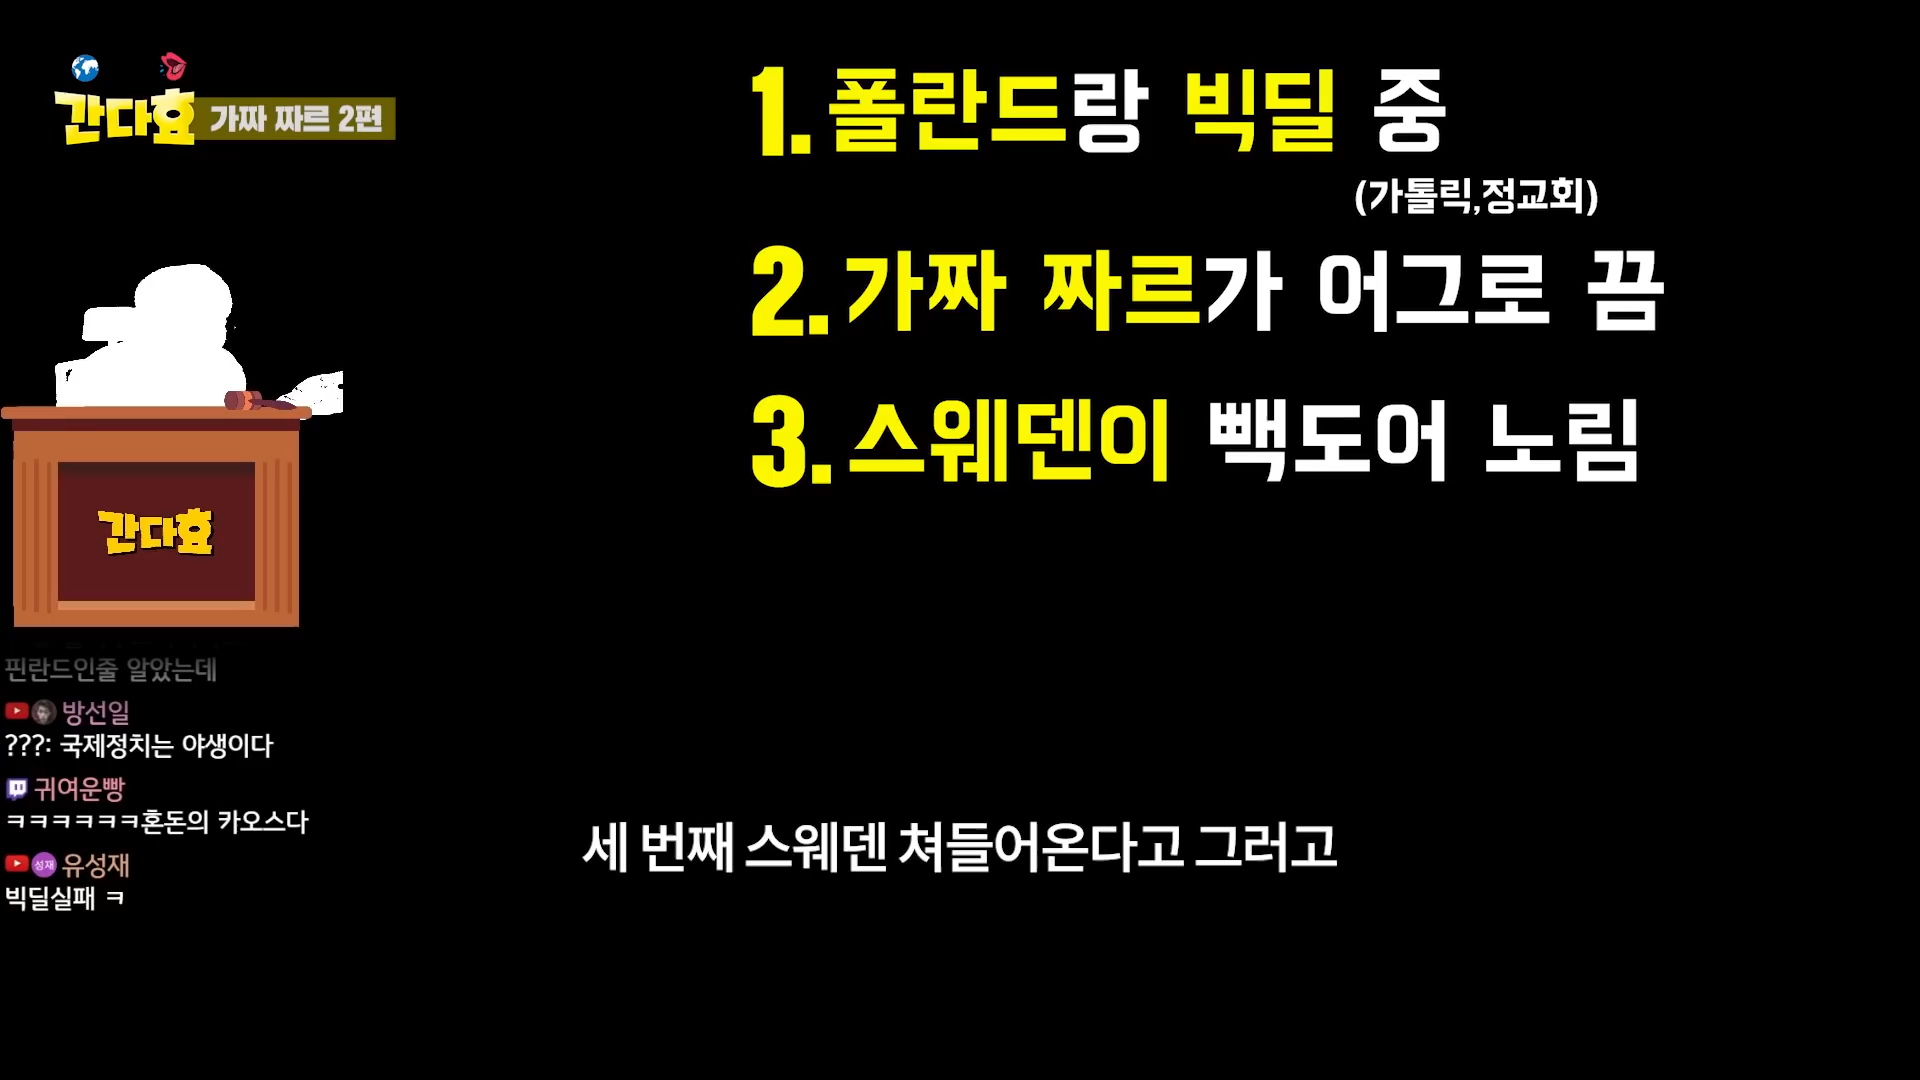 간다효 가짜 짜르 2편
1. 폴란드랑 빅딜 중
(가톨릭,정교회)
2. 가짜 짜르가 어그로 끔
3. 스웨덴이 빽도어 노림
간다효
핀란드인줄 알았는데
방선일
???: 국제정치는 야생이다
귀여운빵
ㅋㅋㅋㅋㅋㅋ혼돈의 카오스다
성재 유성재
빅딜실패 ㅋ
세 번째 스웨덴 쳐들어온다고 그러고